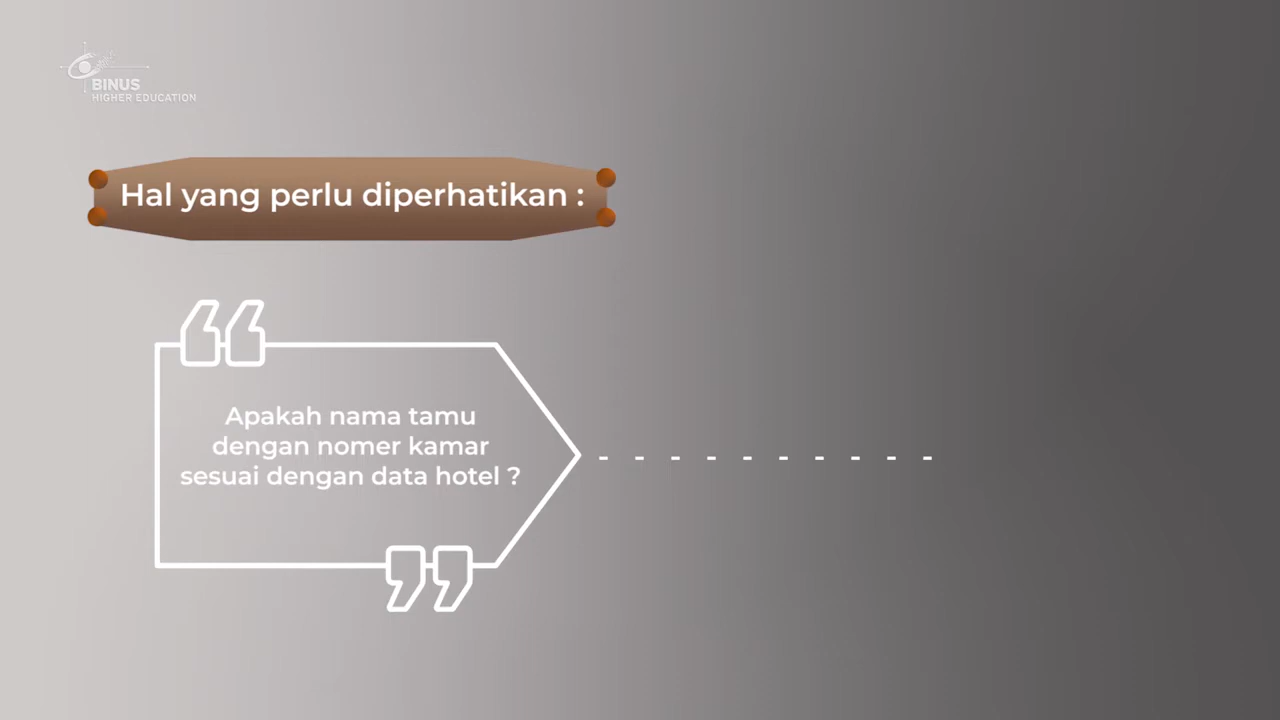 BINUS
HIGHER EDUCATION
Hal yang perlu diperhatikan :
Apakah nama tamu
dengan nomer kamar
sesuai dengan data hotel ?